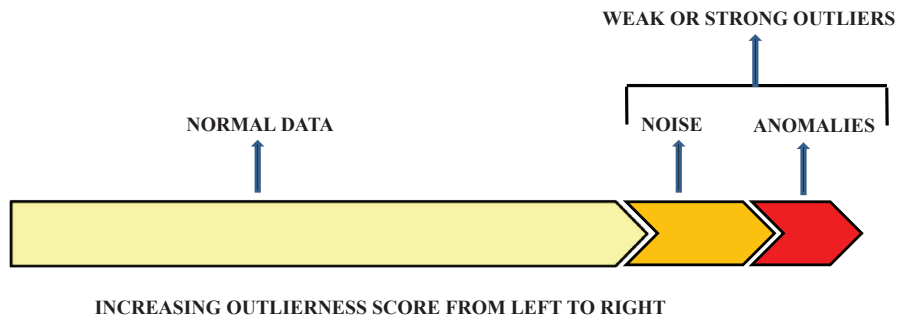 WEAK OR STRONG OUTLIERS
NORMAL DATA
NOISE
ANOMALIES
INCREASING OUTLIERNESS SCORE FROM LEFT TO RIGHT